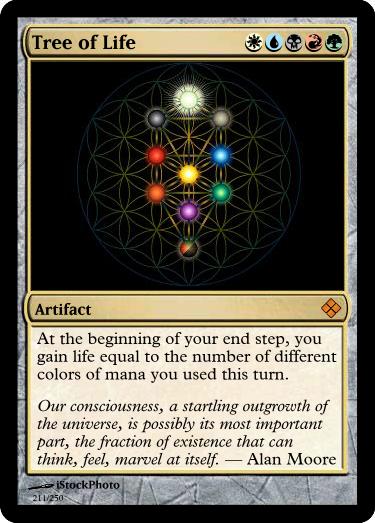 Tree of Life
Artifact
At the beginning of your end step, you
gain life equal to the number of different
colors of mana you used this turn.
Our consciousness, a startling outgrowth of
the universe, is possibly its most important
part, the fraction of existence that can
think, feel, marvel at itself. — Alan Moore
iStockPhoto
211/250